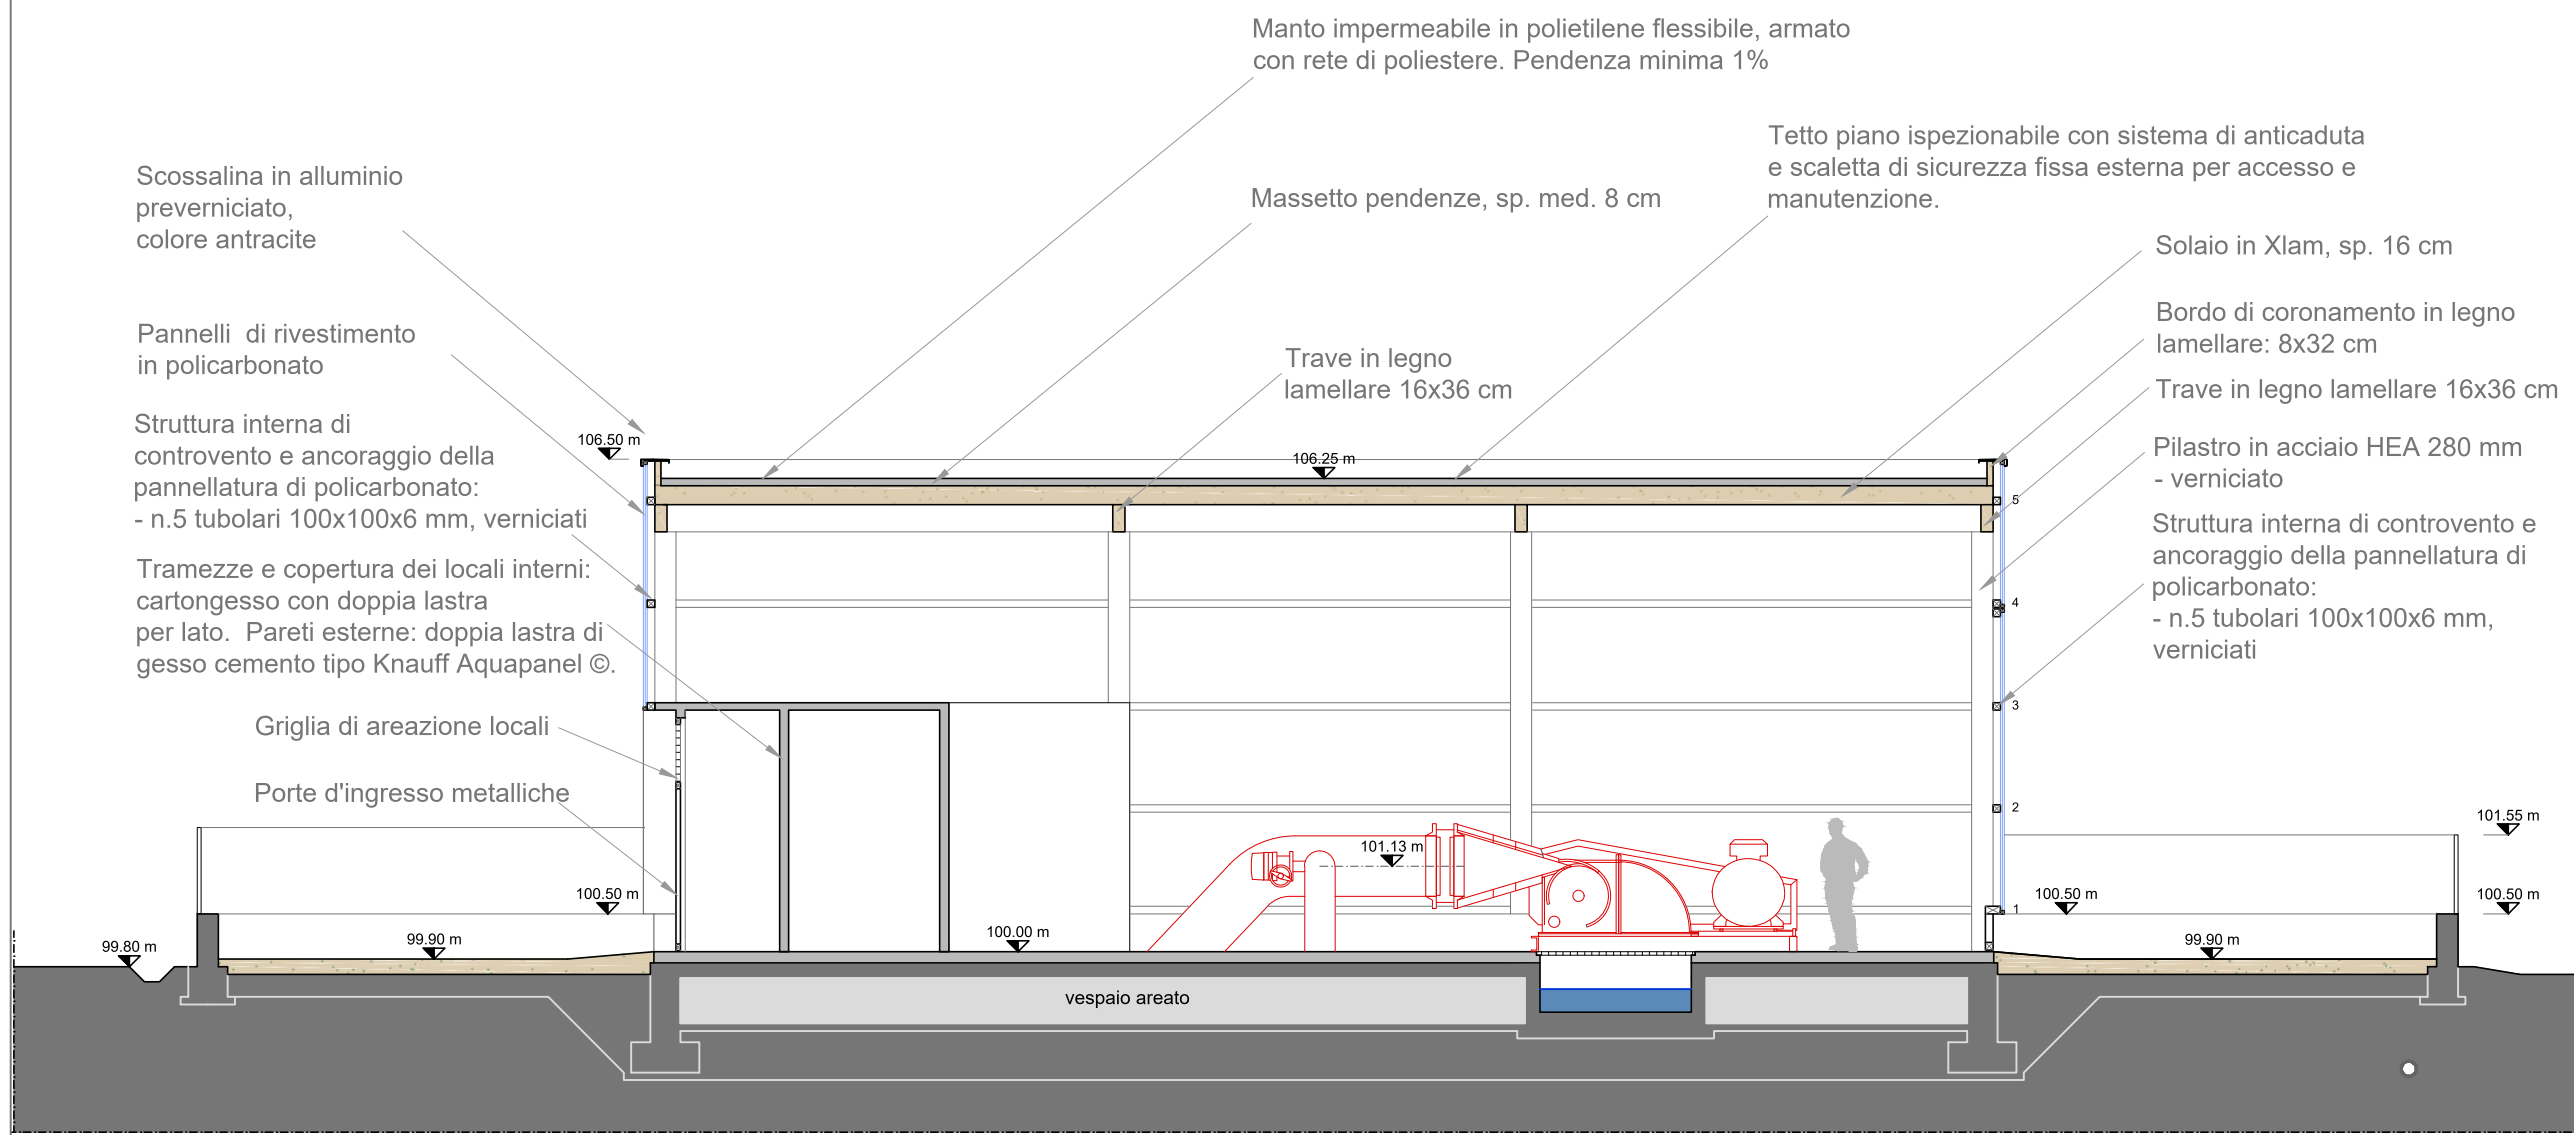 Manto impermeabile in polietilene flessibile, armato
con rete di poliestere. Pendenza minima 1%
Tetto piano ispezionabile con sistema di anticaduta
e scaletta di sicurezza fissa esterna per accesso e
manutenzione.
Scossalina in alluminio
preverniciato,
colore antracite
Massetto pendenze, sp. med. 8 cm
Solaio in Xlam, sp. 16 cm
Bordo di coronamento in legno
lamellare: 8x32 cm
Pannelli di rivestimento
in policarbonato
Trave in legno
lamellare 16x36 cm
Trave in legno lamellare 16x36 cm
Struttura interna di
controvento e ancoraggio della
pannellatura di policarbonato:
- n.5 tubolari 100x100x6 mm, verniciati
Pilastro in acciaio HEA 280 mm
- verniciato
106.50 m
106.25 m
5
Struttura interna di controvento e
ancoraggio della pannellatura di
policarbonato:
- n.5 tubolari 100x100x6 mm,
verniciati
Tramezze e copertura dei locali interni:
cartongesso con doppia lastra
per lato. Pareti esterne: doppia lastra di
gesso cemento tipo Knauff Aquapanel ©.
4
3
Griglia di areazione locali
Porte d'ingresso metalliche
2
101.55 m
101.13 m
100.50 m
1
100.50 m
100.50 m
99.80 m
99.90 m
100.00 m
99.90 m
vespaio areato